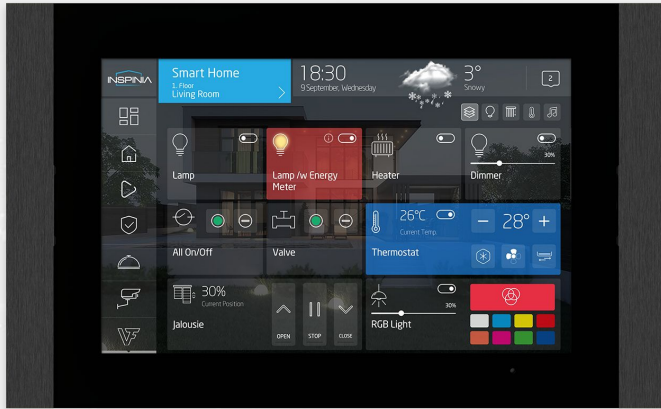 INSPINIA
Smart Home
1. Floor
Living Room
18:30
9 September, Wednesday
3°
Snowy
2
Lamp
Lamp /w Energy
Meter
Heater
30%
Dimmer
All On/Off
Valve
26°C
Current Temp.
Thermostat
28°
30%
Current Position
Jalousie
OPEN
STOP
CLOSE
30%
RGB Light